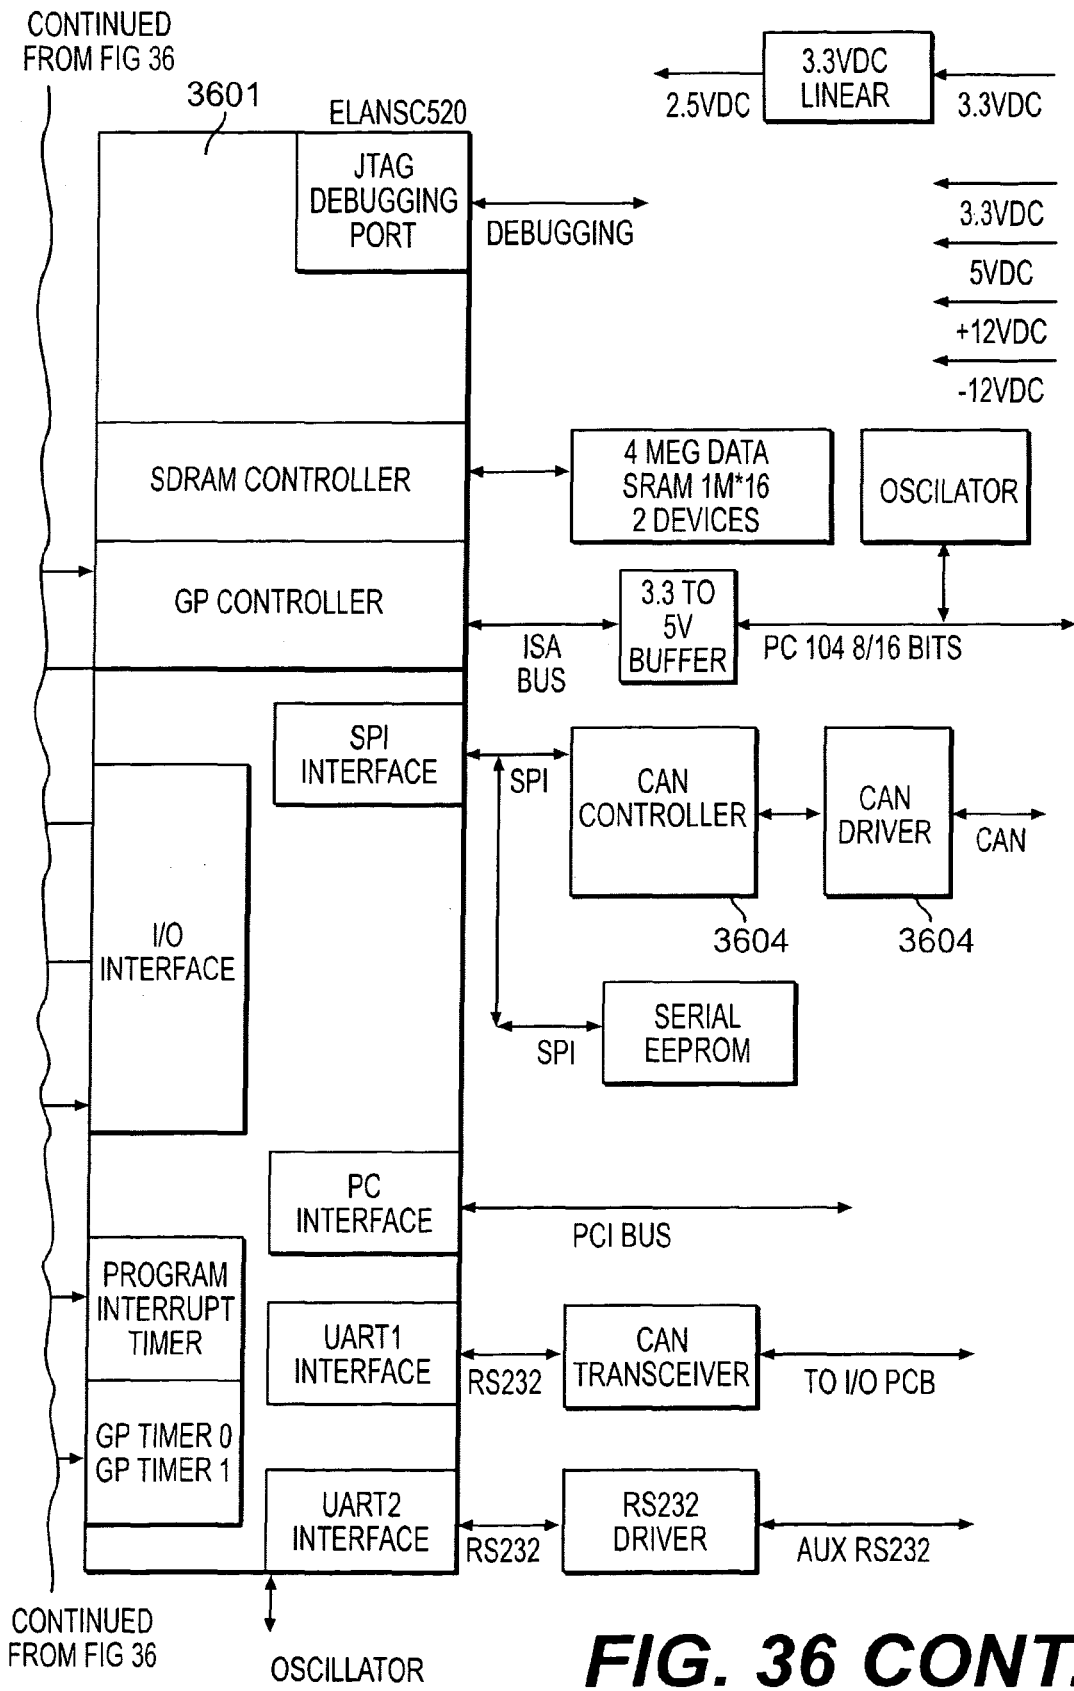 CONTINUED
FROM FIG 36
3601
ELANSC520
3.3VDC
LINEAR
2.5VDC
3.3VDC
JTAG
DEBUGGING
PORT
DEBUGGING
3.3VDC
5VDC
+12VDC
-12VDC
SDRAM CONTROLLER
4 MEG DATA
SRAM 1M*16
2 DEVICES
OSCILATOR
GP CONTROLLER
ISA
BUS
3.3 TO
5V
BUFFER
PC 104 8/16 BITS
SPI
INTERFACE
SPI
CAN
CONTROLLER
CAN
DRIVER
CAN
3604
3604
I/O
INTERFACE
SPI
SERIAL
EEPROM
PC
INTERFACE
PCI BUS
PROGRAM
INTERRUPT
TIMER
UART1
INTERFACE
RS232
CAN
TRANSCEIVER
TO I/O PCB
GP TIMER 0
GP TIMER 1
UART2
INTERFACE
RS232
RS232
DRIVER
AUX RS232
CONTINUED
FROM FIG 36
OSCILLATOR
FIG. 36 CONT.